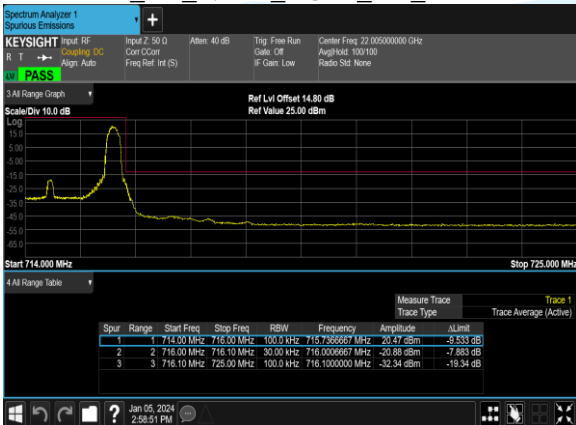 Spectrum Analyzer 1
Spurious Emissions
+
KEYSIGHT Input: RF Input Z: 50 Ω Atten: 40 dB Trig: Free Run Center Freq: 22.005000000 GHz
R T Coupling: DC Corr CCorr Gate: Off Avg|Hold: 100/100
Align: Auto Freq Ref: Int (S) IF Gain: Low Radio Std: None
PASS
3 All Range Graph
Ref Lvl Offset 14.80 dB
Scale/Div 10.0 dB Ref Value 25.00 dBm
Log
15.0
5.00
-5.00
-15.0
-25.0
-35.0
-45.0
-55.0
-65.0
Start 714.000 MHz Stop 725.000 MHz
4 All Range Table
Measure Trace Trace 1
Trace Type Trace Average (Active)
Spur Range Start Freq Stop Freq RBW Frequency Amplitude ΔLimit
1 1 714.00 MHz 716.00 MHz 100.0 kHz 715.7366667 MHz 20.47 dBm -9.533 dB
2 2 716.00 MHz 716.10 MHz 30.00 kHz 716.0006667 MHz -20.88 dBm -7.883 dB
3 3 716.10 MHz 725.00 MHz 100.0 kHz 716.1000000 MHz -32.34 dBm -19.34 dB
? Jan 05, 2024
2:58:51 PM